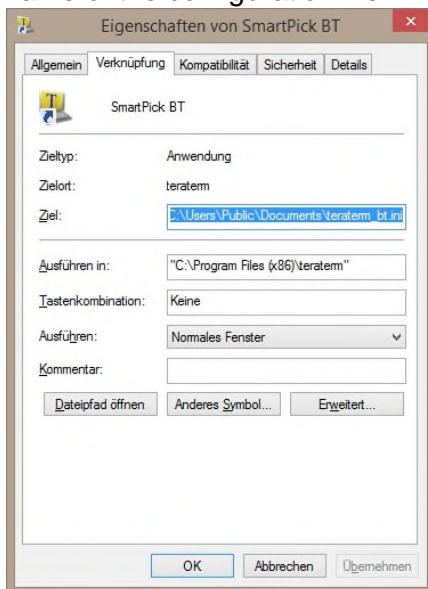 Eigenschaften von SmartPick BT
Allgemein Verknüpfung Kompatibilität Sicherheit Details
SmartPick BT
Zieltyp: Anwendung
Zielort: teraterm
Ziel: C:\Users\Public\Documents\teraterm_bt.ini
Ausführen in: "C:\Program Files (x86)\teraterm"
Tastenkombination: Keine
Ausführen: Normales Fenster
Kommentar:
Dateipfad öffnen Anderes Symbol... Erweitert...
OK Abbrechen Übernehmen